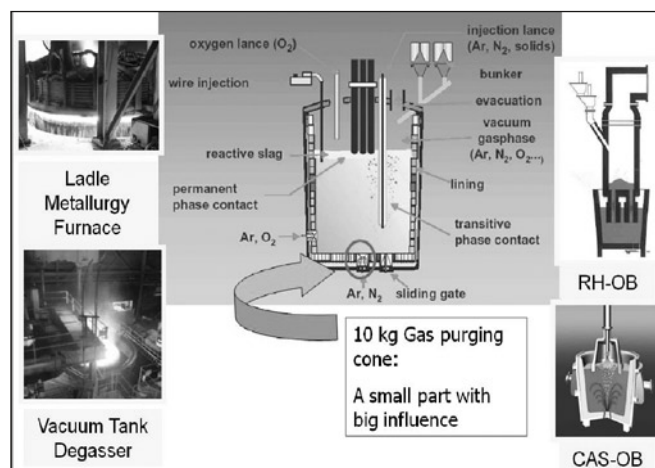 oxygen lance (O₂)
wire injection
injection lance
(Ar, N₂, solids)
bunker
evacuation
vacuum
gasphase
(Ar, N₂, O₂...)
reactive slag
permanent
phase contact
lining
transitive
phase contact
Ar, O₂
Ar, N₂
sliding gate
Ladle
Metallurgy
Furnace
Vacuum Tank
Degasser
10 kg Gas purging
cone:
A small part with
big influence
RH-OB
CAS-OB